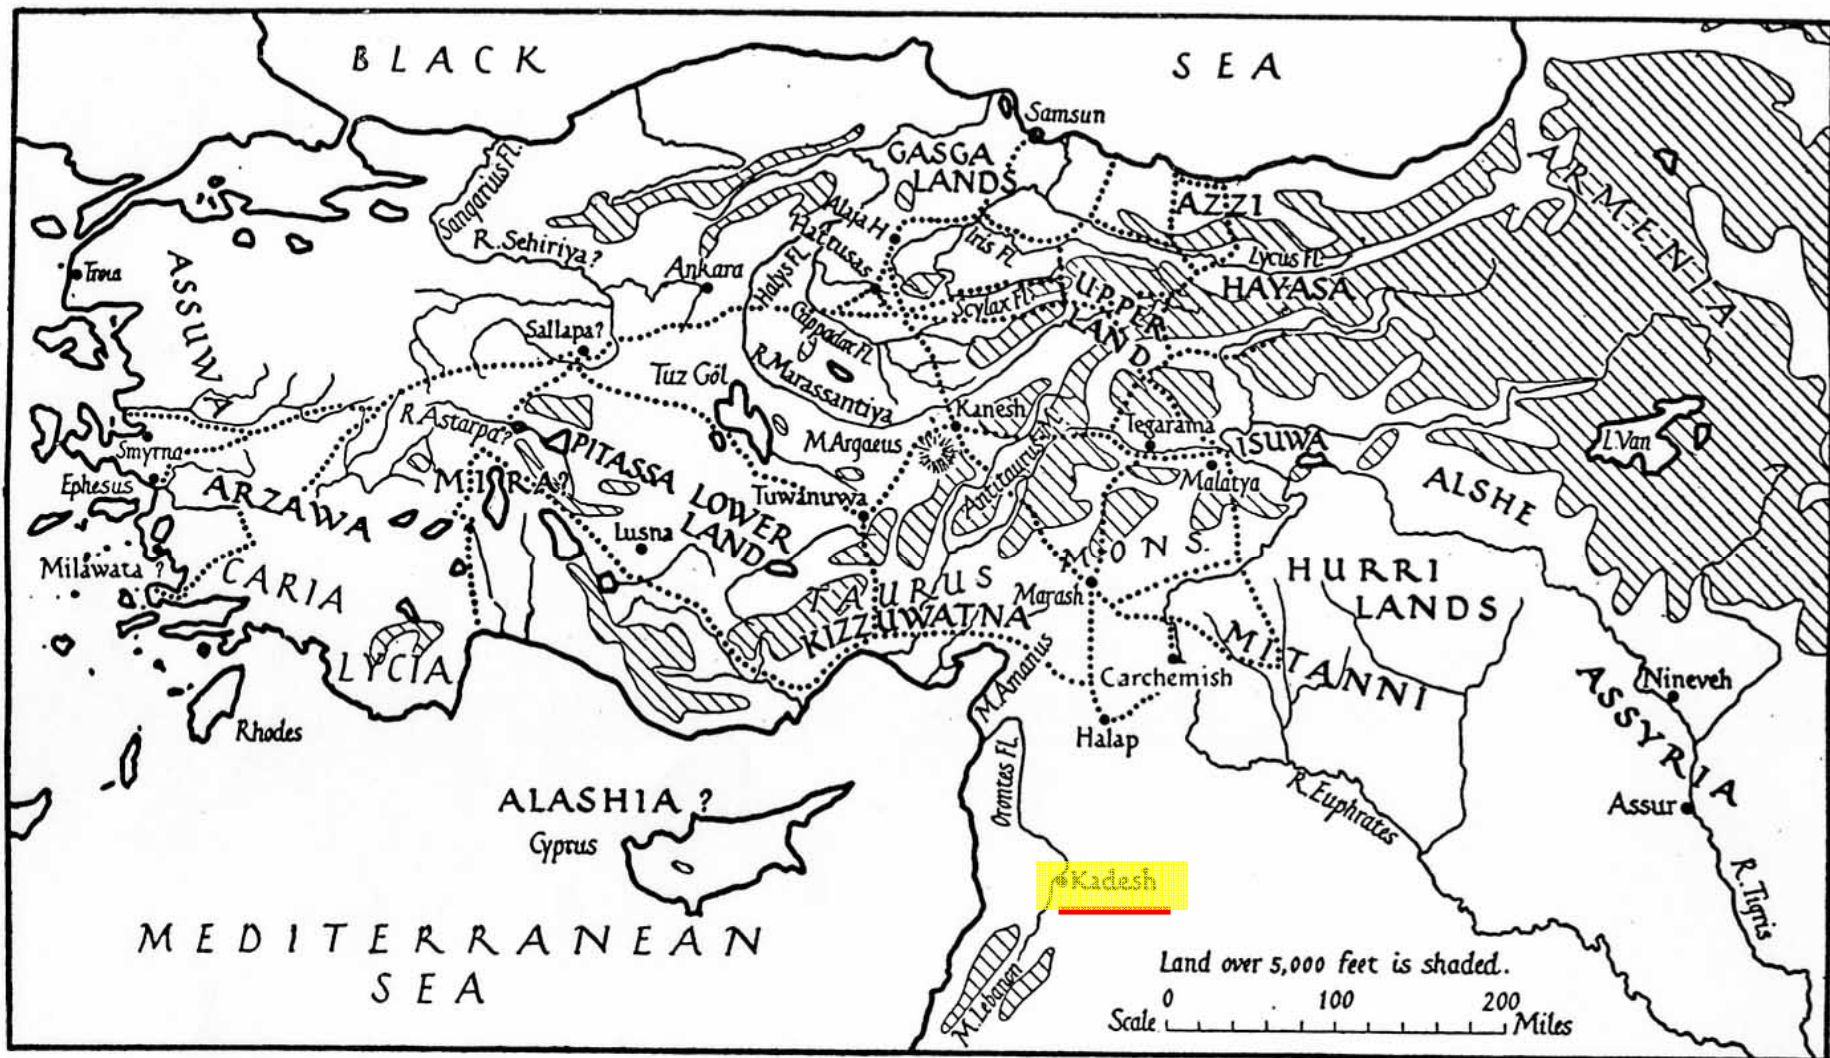 BLACK SEA
Samsun
GASGA
LANDS
ARMENIA
Sangarius Fl.
AZZI
Alaja H
Hattusas
Iris Fl.
R. Sehiriya?
Lycus Fl.
Troia
ASSUWA
Ankara
Halys Fl.
HAYASA
UPPER
LAND
Scylax Fl.
Cappadox Fl.
Sallapa?
R. Marassantiya
Tuz Göl
Kanesh
R. Astarpa?
Tegarama
M. Argaeus
ISUWA
L. Van
Smyrna
PITASSA
Antitaurus M.
Malatya
Ephesus
ARZAWA
MIRA?
Tuwanuwa
ALSHE
LOWER
LAND
Lusna
Milawata ?
CARIA
TAURUS MONS.
HURRI
LANDS
Marash
KIZZUWATNA
MITANNI
LYCIA
M. Amanus
Carchemish
Nineveh
ASSYRIA
Rhodes
Halap
Orontes Fl.
R. Euphrates
ALASHIA ?
Cyprus
Assur
Kadesh
R. Tigris
MEDITERRANEAN
SEA
M. Lebanon
Land over 5,000 feet is shaded.
0 100 200
Scale Miles